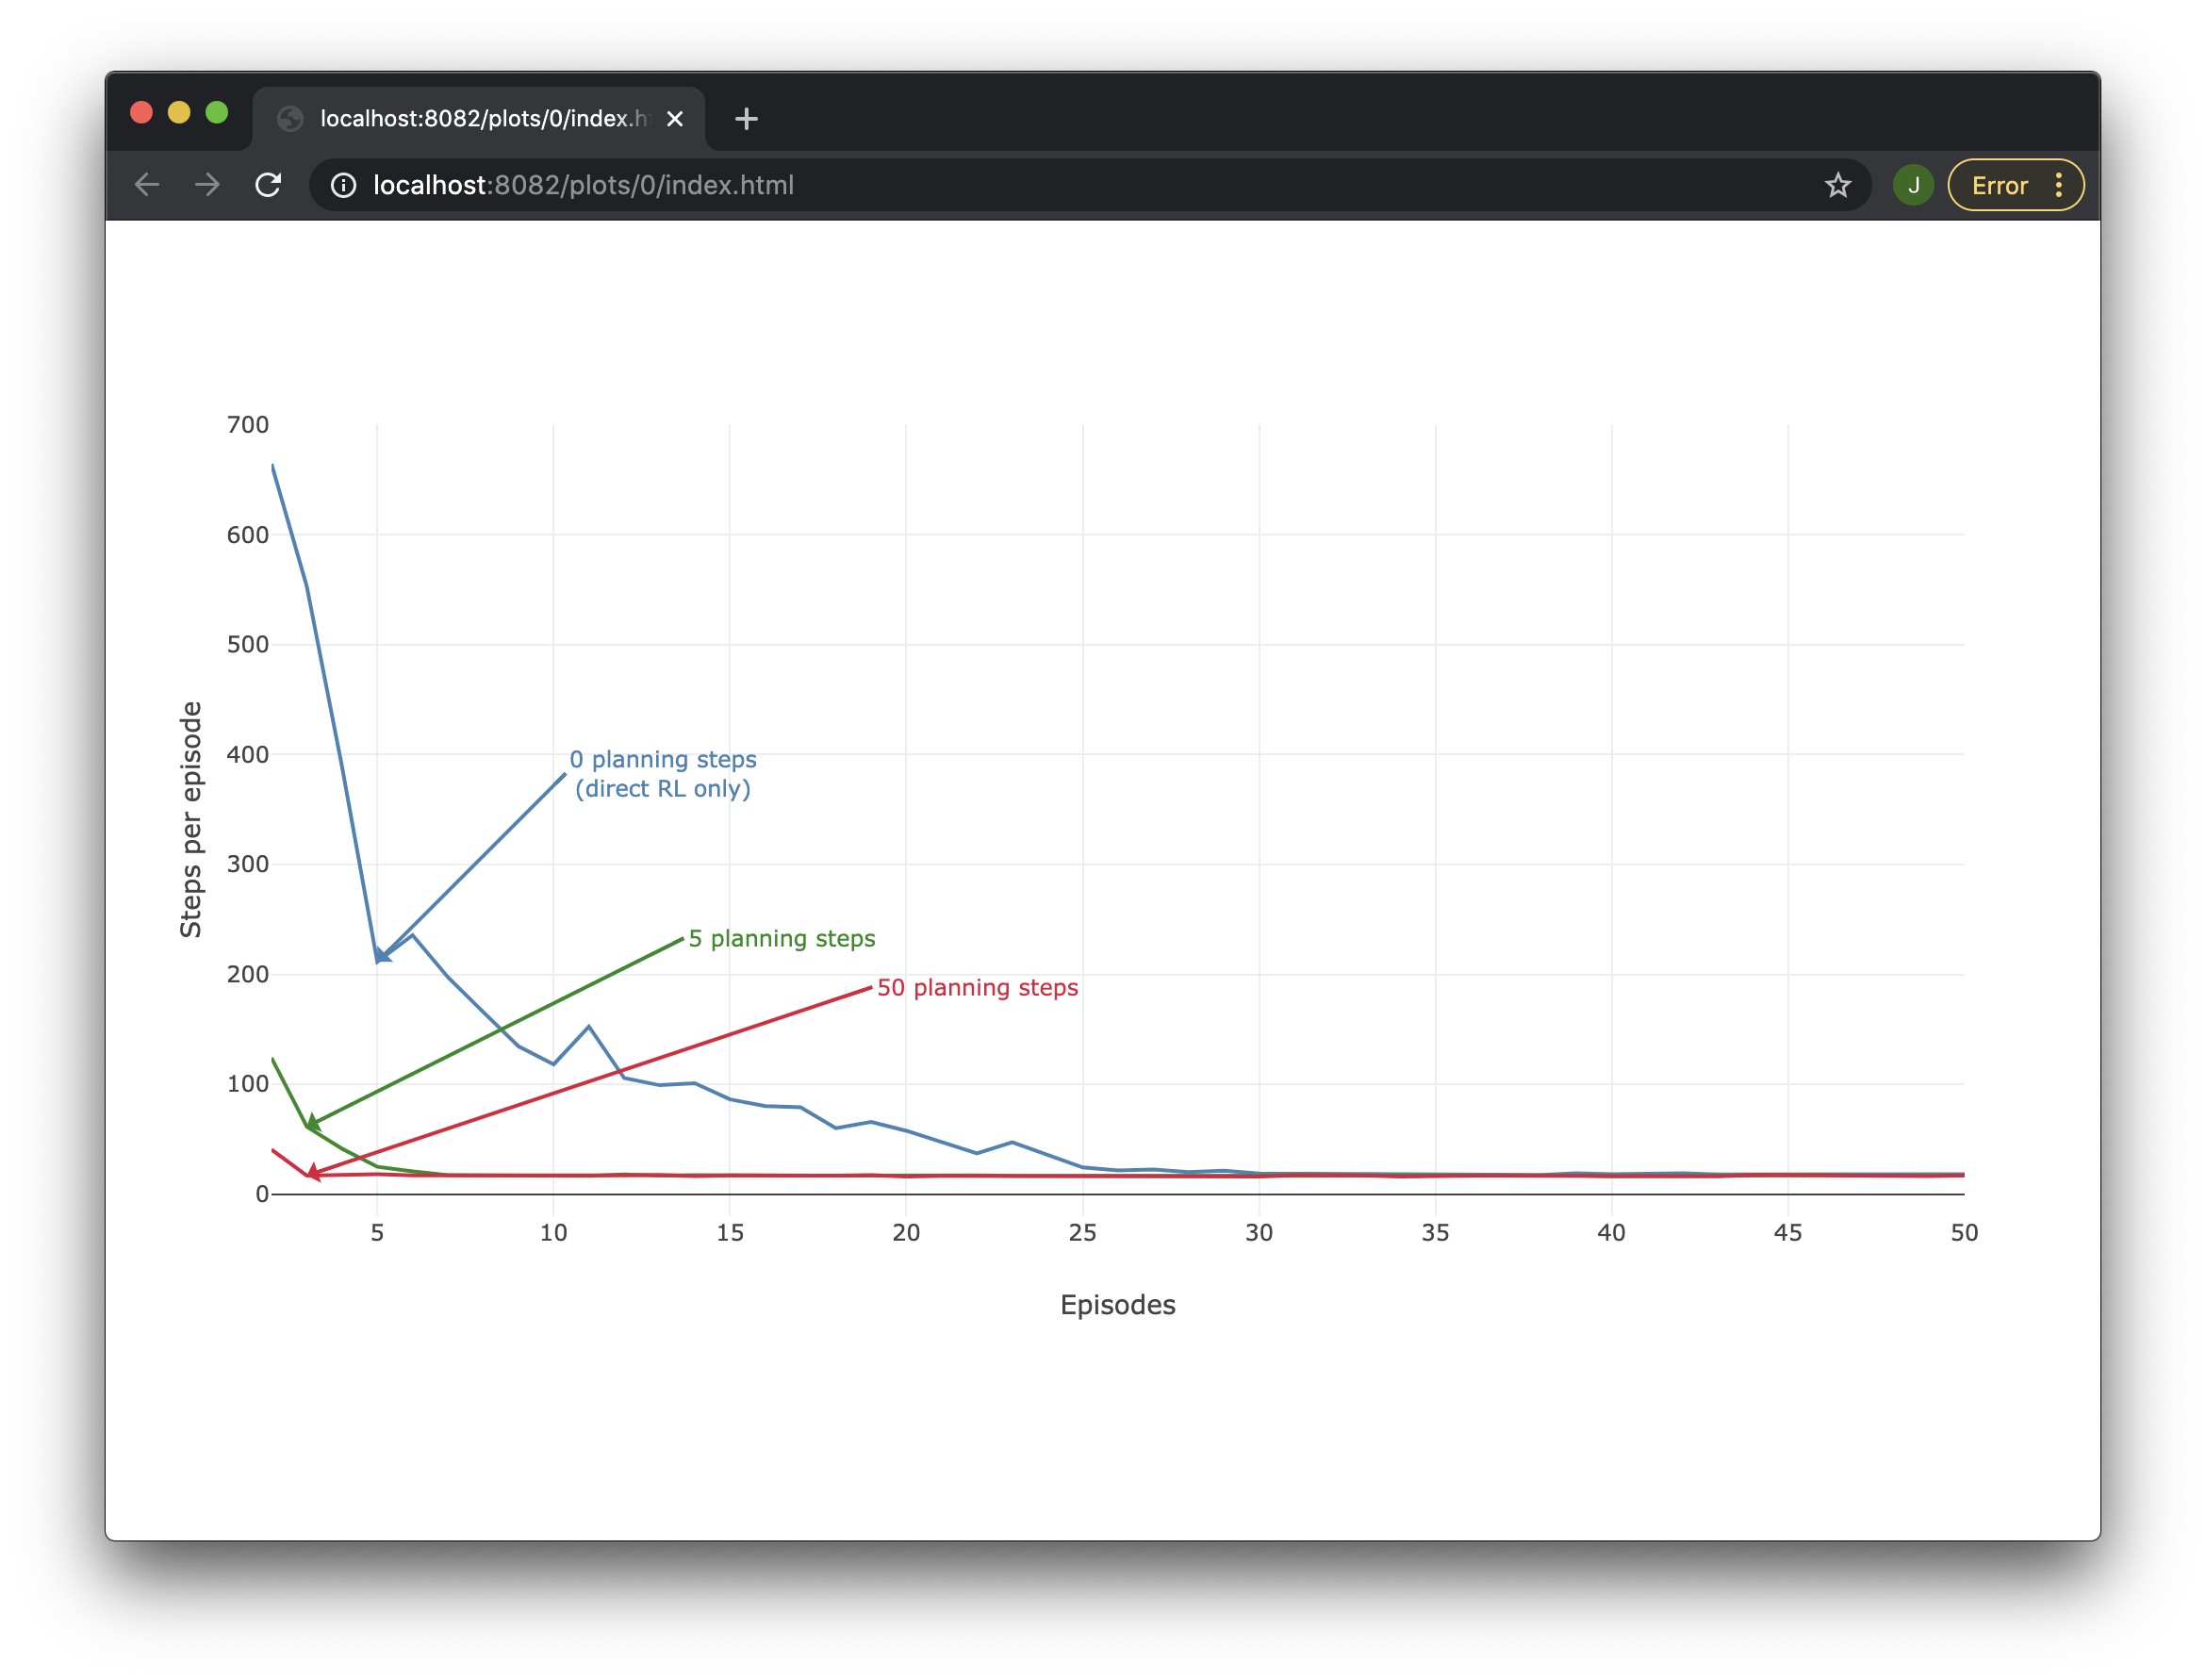 localhost:8082/plots/0/index.h
localhost:8082/plots/0/index.html
J
Error
700
600
500
400
300
200
100
0
Steps per episode
0 planning steps
(direct RL only)
5 planning steps
50 planning steps
5
10
15
20
25
30
35
40
45
50
Episodes